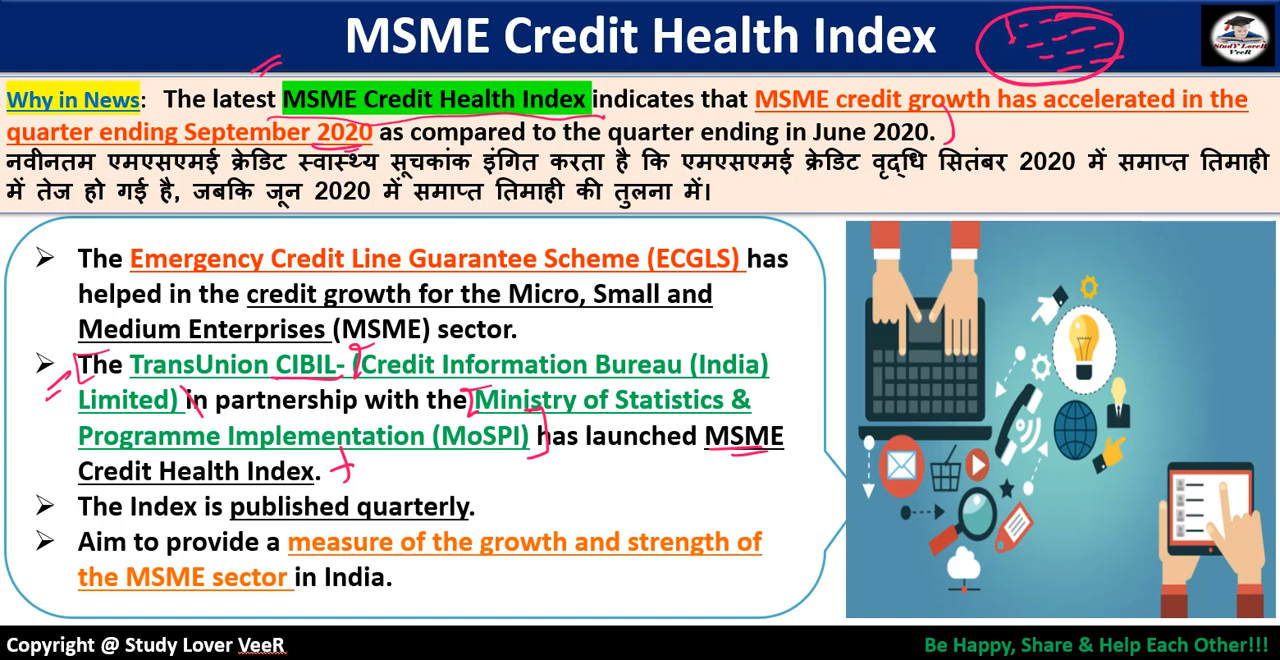 MSME Credit Health Index
StudY LoveR
VeeR
Why in News: The latest MSME Credit Health Index indicates that MSME credit growth has accelerated in the
quarter ending September 2020 as compared to the quarter ending in June 2020.
नवीनतम एमएसएमई क्रेडिट स्वास्थ्य सूचकांक इंगित करता है कि एमएसएमई क्रेडिट वृद्धि सितंबर 2020 में समाप्त तिमाही
में तेज हो गई है, जबकि जून 2020 में समाप्त तिमाही की तुलना में।
➢ The Emergency Credit Line Guarantee Scheme (ECGLS) has
helped in the credit growth for the Micro, Small and
Medium Enterprises (MSME) sector.
➢ The TransUnion CIBIL- (Credit Information Bureau (India)
Limited) in partnership with the Ministry of Statistics &
Programme Implementation (MoSPI) has launched MSME
Credit Health Index.
➢ The Index is published quarterly.
➢ Aim to provide a measure of the growth and strength of
the MSME sector in India.
Copyright @ Study Lover VeeR
Be Happy, Share & Help Each Other!!!